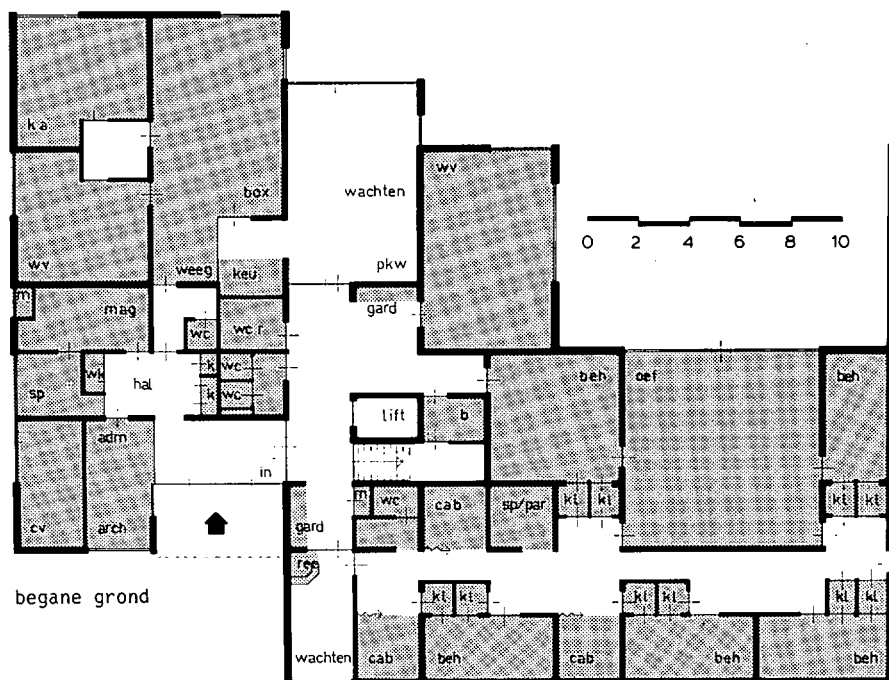 ka
box
wachten
wv
wv
weeg
keu
pkw
0 2 4 6 8 10
m
mag
gard
wc
wc r
wk
hal
k
wc
sp
k
wc
beh
oef
beh
lift
b
adm
in
cv
arch
gard
m
wc
cab
sp/par
kl
kl
kl
kl
rec
begane grond
kl
kl
kl
kl
kl
kl
wachten
cab
beh
cab
beh
beh